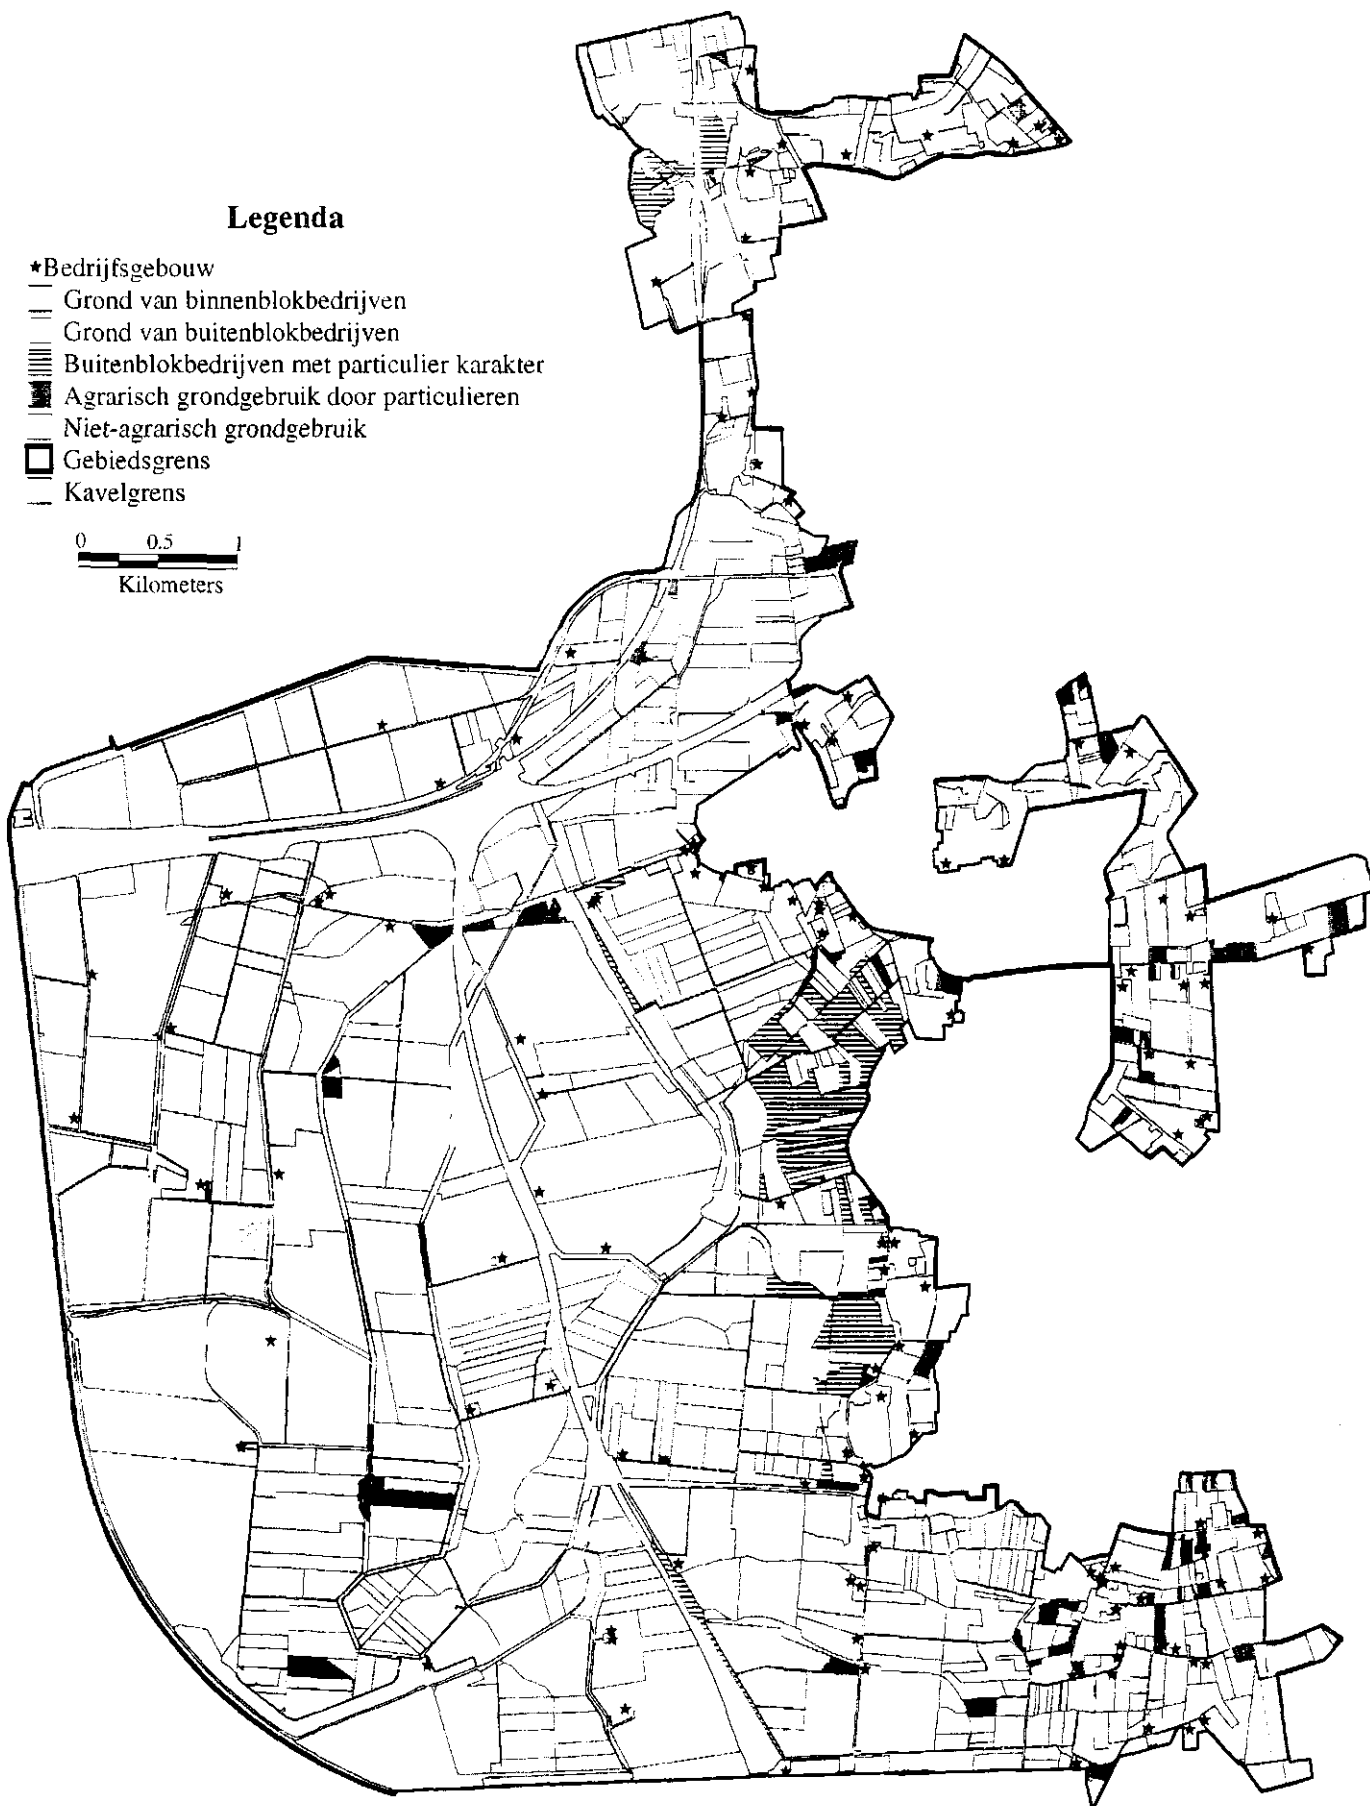 Legenda
Bedrijfsgebouw
Grond van binnenblokbedrijven
Grond van buitenblokbedrijven
Buitenblokbedrijven met particulier karakter
Agrarisch grondgebruik door particulieren
Niet-agrarisch grondgebruik
Gebiedsgrens
Kavelgrens
0 0.5 1
Kilometers